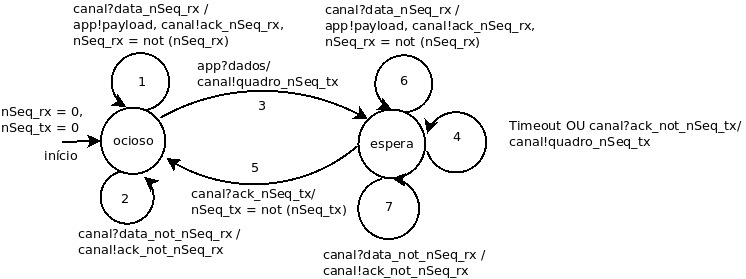 canal?data_nSeq_rx /
app!payload, canal!ack_nSeq_rx,
nSeq_rx = not (nSeq_rx)
1
nSeq_rx = 0,
nSeq_tx = 0
início
ocioso
2
canal?data_not_nSeq_rx /
canal!ack_not_nSeq_rx
app?dados/
canal!quadro_nSeq_tx
3
5
canal?ack_nSeq_tx/
nSeq_tx = not (nSeq_tx)
canal?data_nSeq_rx /
app!payload, canal!ack_nSeq_rx,
nSeq_rx = not (nSeq_rx)
6
espera
4
Timeout OU canal?ack_not_nSeq_tx/
canal!quadro_nSeq_tx
7
canal?data_not_nSeq_rx /
canal!ack_not_nSeq_rx